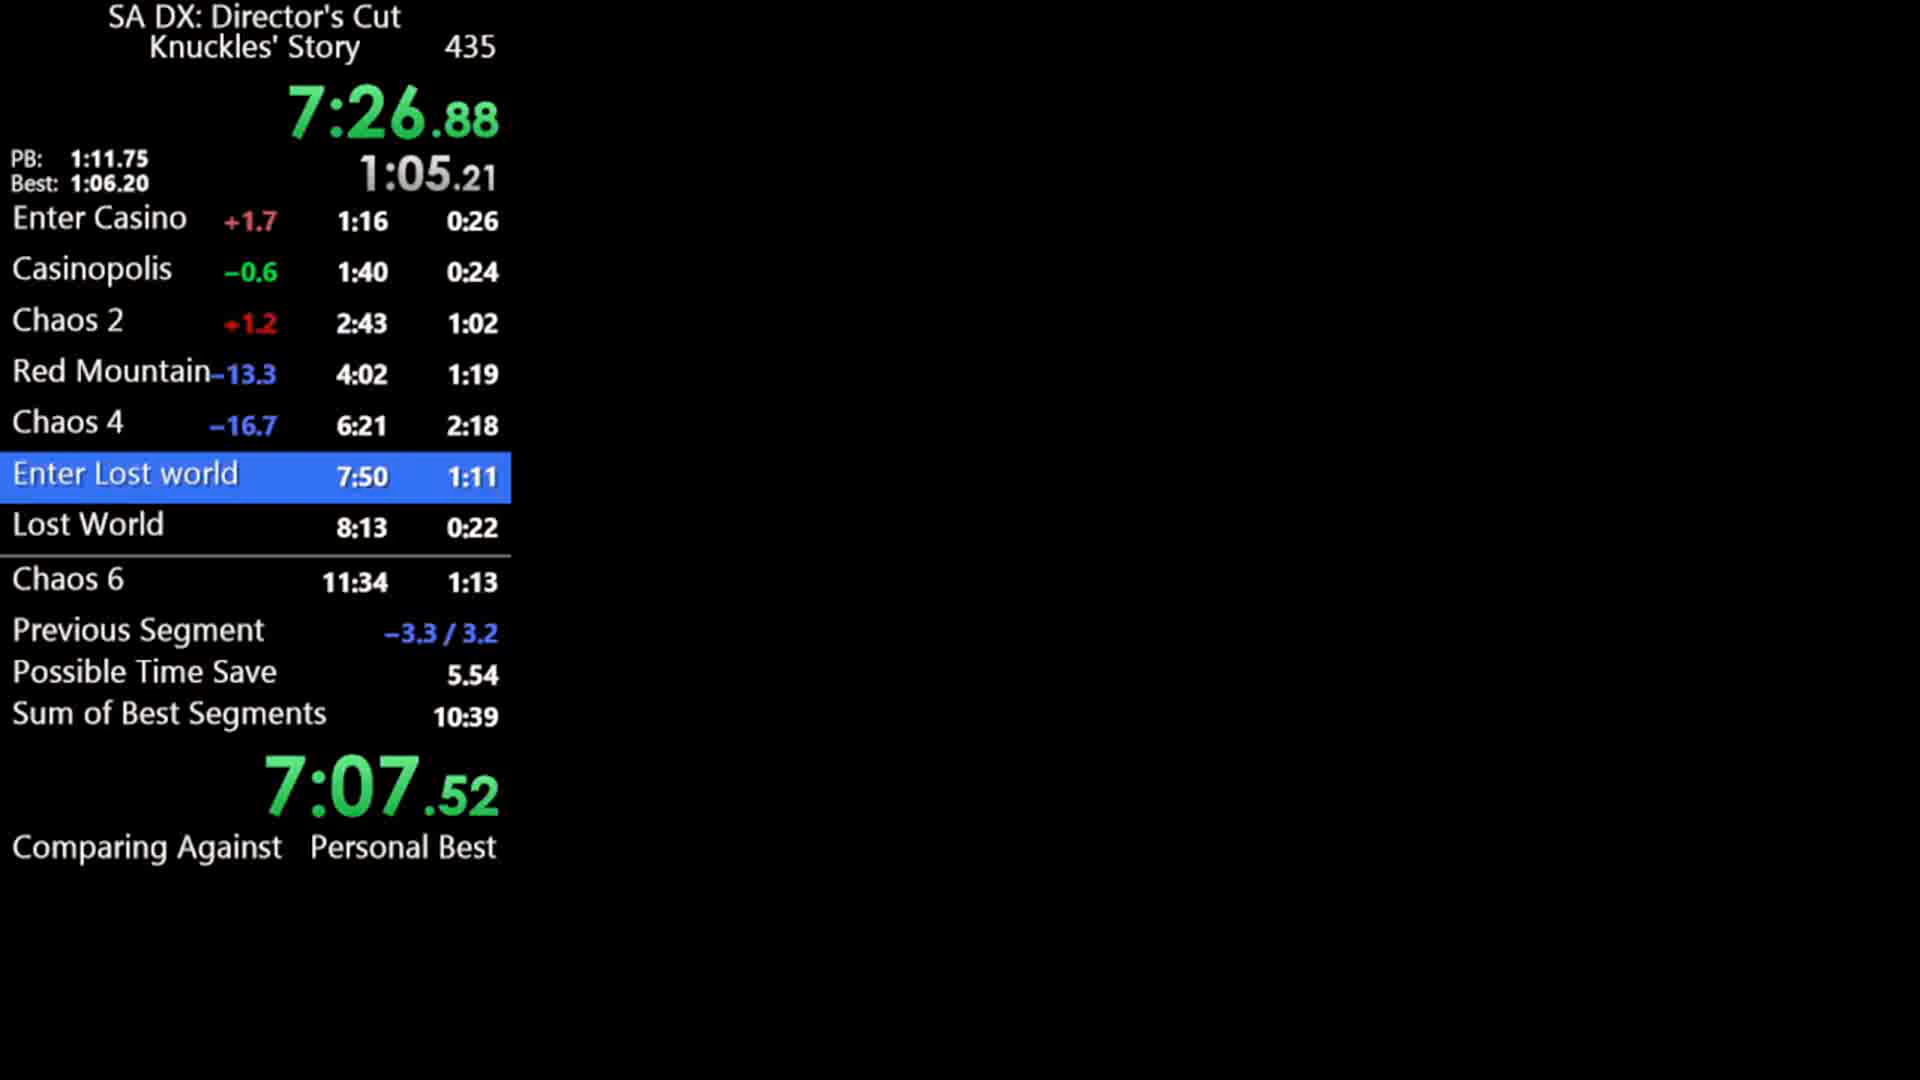 SA DX: Director's Cut
Knuckles' Story 435
7:26.88
PB: 1:11.75
Best: 1:06.20
1:05.21
Enter Casino +1.7 1:16 0:26
Casinopolis −0.6 1:40 0:24
Chaos 2 +1.2 2:43 1:02
Red Mountain −13.3 4:02 1:19
Chaos 4 −16.7 6:21 2:18
Enter Lost world 7:50 1:11
Lost World 8:13 0:22
Chaos 6 11:34 1:13
Previous Segment −3.3 / 3.2
Possible Time Save 5.54
Sum of Best Segments 10:39
7:07.52
Comparing Against Personal Best